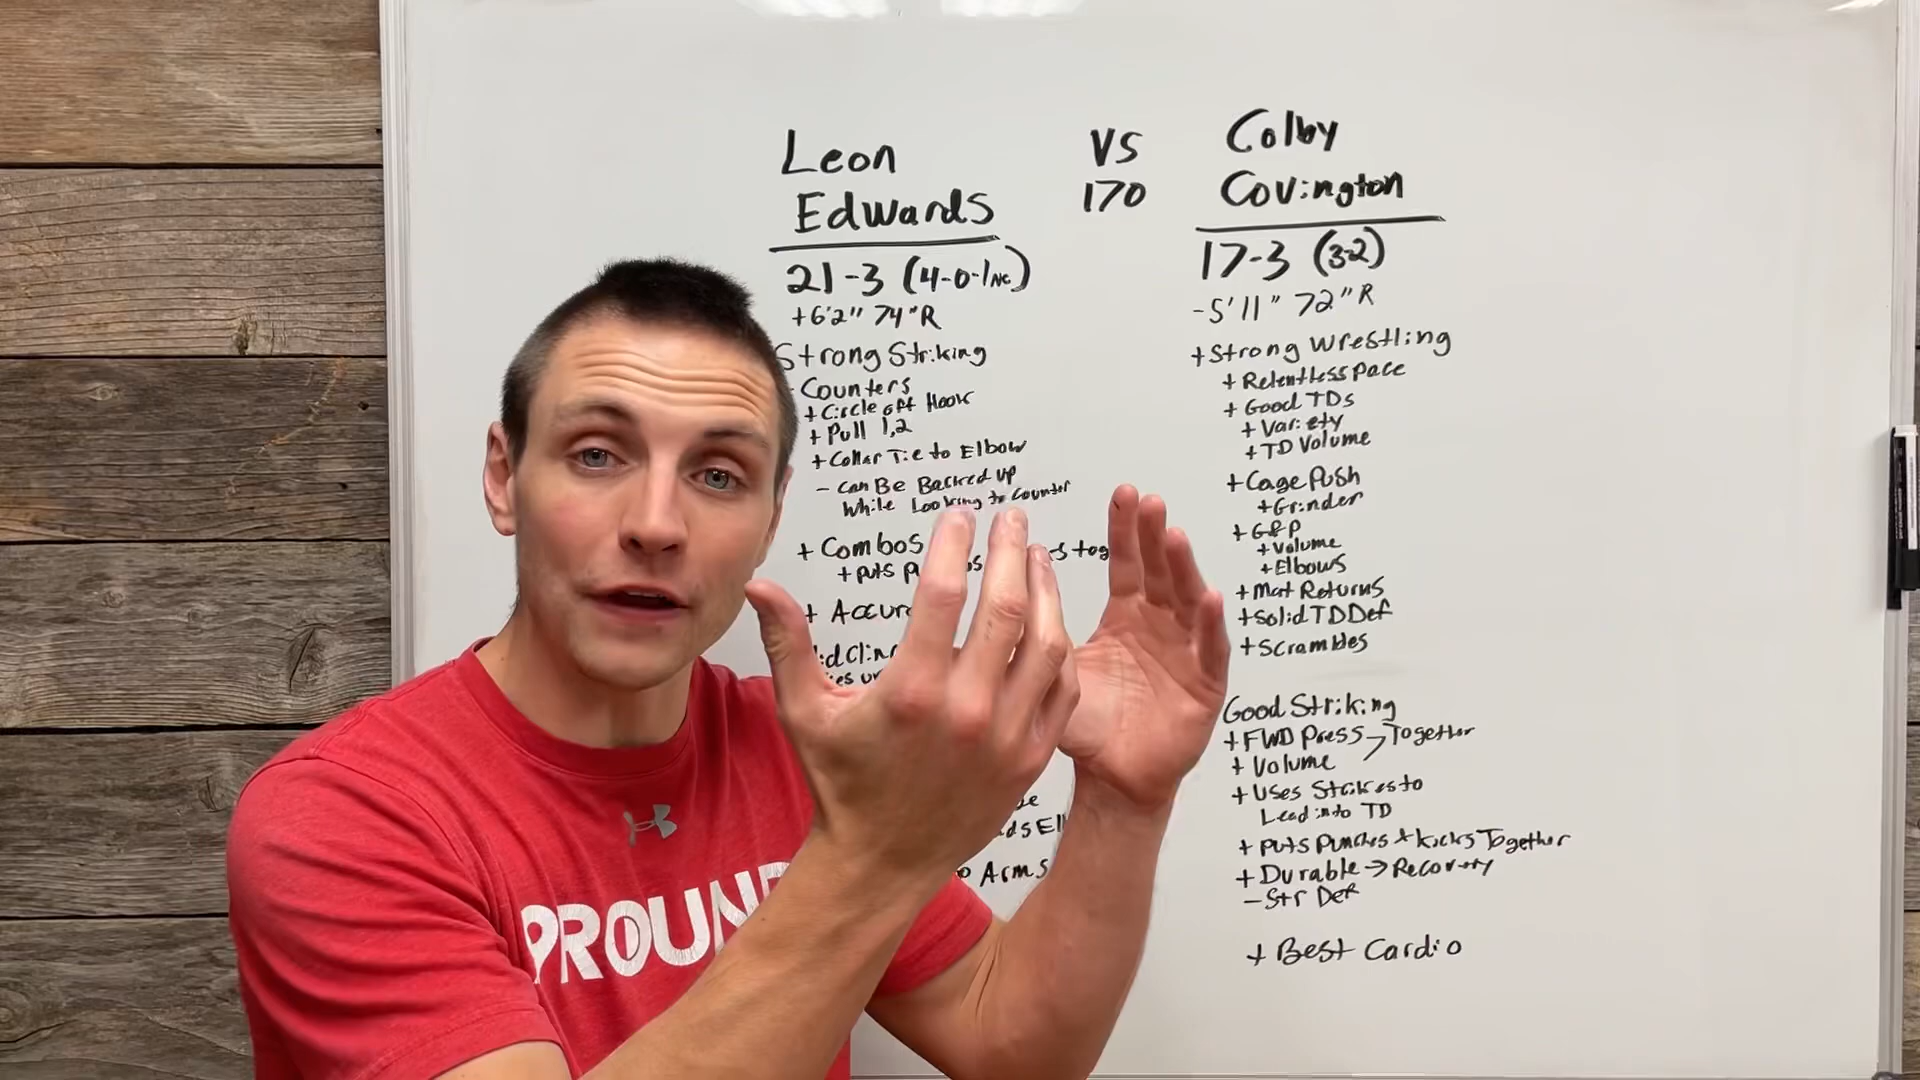 Leon
Edwards
21-3 (4-0-1NC)
+6'2" 74"R
Strong Striking
Counters
+ Circle off Hook
+ Pull 1,2
+ Collar Tie to Elbow
- Can Be Backed Up
While Looking to Counter
+ Combos
+ puts
+
VS
170
Colby
Covington
17-3 (3-2)
-5'11" 72"R
+Strong Wrestling
+ Relentless pace
+ Good TDs
+ Variety
+ TD Volume
+ Cage Push
+Grinder
+ G&P
+Volume
+Elbows
+Mat Returns
+Solid TD Def
+Scrambles
Good Striking
+ FWD Press Together
+ Volume
+ Uses Strikes to
Lead into TD
+ puts punches + kicks Together
+ Durable → Recovery
- Str Def
+ Best Cardio
Arms
PROUND